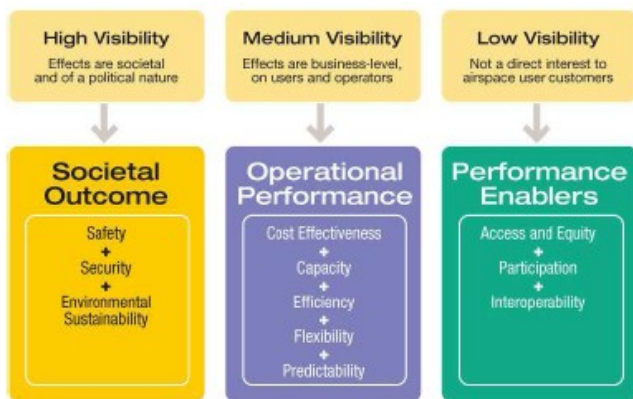 High Visibility
Effects are societal
and of a political nature
Societal
Outcome
Safety
+
Security
+
Environmental
Sustainability
Medium Visibility
Effects are business-level,
on users and operators
Operational
Performance
Cost Effectiveness
+
Capacity
+
Efficiency
+
Flexibility
+
Predictability
Low Visibility
Not a direct interest to
airspace user customers
Performance
Enablers
Access and Equity
+
Participation
+
Interoperability